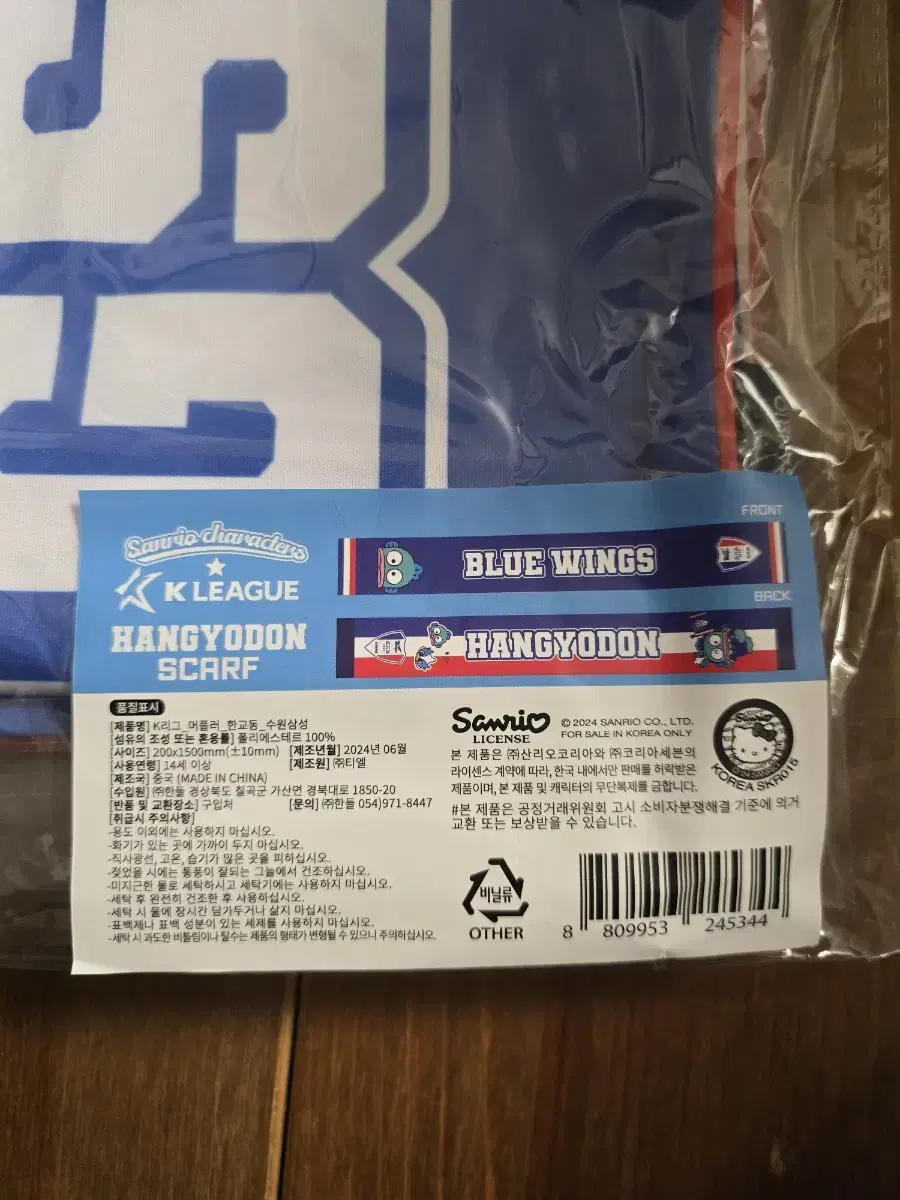 FRONT
Sanrio characters
K LEAGUE
HANGYODON
SCARF
BLUE WINGS
BACK
HANGYODON
품질표시
[제품명] K리그_머플러_한교동_수원삼성
[섬유의 조성 또는 혼용률] 폴리에스테르 100%
[사이즈] 200x1500mm(±10mm) [제조년월] 2024년 06월
[사용연령] 14세 이상 [제조원] ㈜티엘
[제조국] 중국 (MADE IN CHINA)
[수입원] ㈜한들 경상북도 칠곡군 가산면 경북대로 1850-20
[반품 및 교환장소] 구입처 [문의] ㈜한들 054)971-8447
[취급시 주의사항]
-용도 이외에는 사용하지 마십시오.
-화기가 있는 곳에 가까이 두지 마십시오.
-직사광선, 고온, 습기가 많은 곳을 피하십시오.
-젖었을 시에는 통풍이 잘되는 그늘에서 건조하십시오.
-미지근한 물로 세탁하시고 세탁기에는 사용하지 마십시오.
-세탁 후 완전히 건조한 후 사용하십시오.
-세탁 시 물에 장시간 담가두거나 삶지 마십시오.
-표백제나 표백 성분이 있는 세제를 사용하지 마십시오.
-세탁 시 과도한 비틀림이나 탈수는 제품의 형태가 변형될 수 있으니 주의하십시오.
Sanrio
LICENSE
© 2024 SANRIO CO., LTD.
FOR SALE IN KOREA ONLY
본 제품은 ㈜산리오코리아와 ㈜코리아세븐의
라이센스 계약에 따라, 한국 내에서만 판매를 허락받은
제품이며, 본 제품 및 캐릭터의 무단복제를 금합니다.
KOREA SKR015
#본 제품은 공정거래위원회 고시 소비자분쟁해결 기준에 의거
교환 또는 보상받을 수 있습니다.
비닐류
OTHER
8 809953 245344